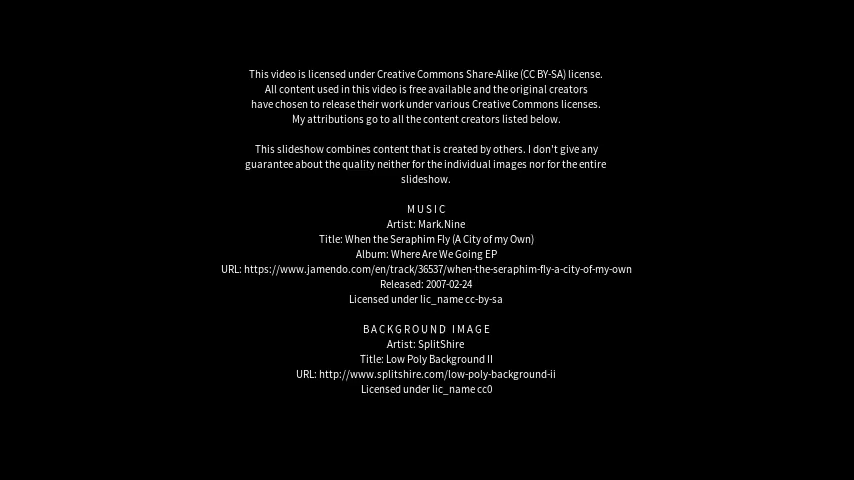 This video is licensed under Creative Commons Share-Alike (CC BY-SA) license.
All content used in this video is free available and the original creators
have chosen to release their work under various Creative Commons licenses.
My attributions go to all the content creators listed below.
This slideshow combines content that is created by others. I don't give any
guarantee about the quality neither for the individual images nor for the entire
slideshow.
MUSIC
Artist: Mark.Nine
Title: When the Seraphim Fly (A City of my Own)
Album: Where Are We Going EP
URL: https://www.jamendo.com/en/track/36537/when-the-seraphim-fly-a-city-of-my-own
Released: 2007-02-24
Licensed under lic_name cc-by-sa
BACKGROUND IMAGE
Artist: SplitShire
Title: Low Poly Background II
URL: http://www.splitshire.com/low-poly-background-ii
Licensed under lic_name cc0